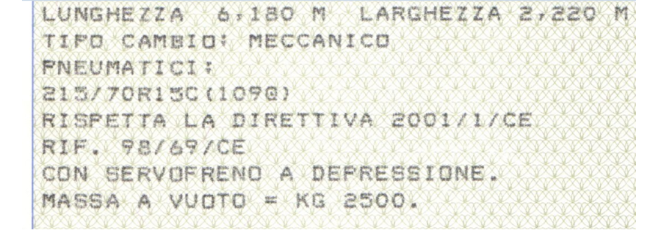 LUNGHEZZA 6,180 M LARGHEZZA 2,220 M
TIPO CAMBIO: MECCANICO
PNEUMATICI:
215/70R15C(109Q)
RISPETTA LA DIRETTIVA 2001/1/CE
RIF. 98/69/CE
CON SERVOFRENO A DEPRESSIONE.
MASSA A VUOTO = KG 2500.